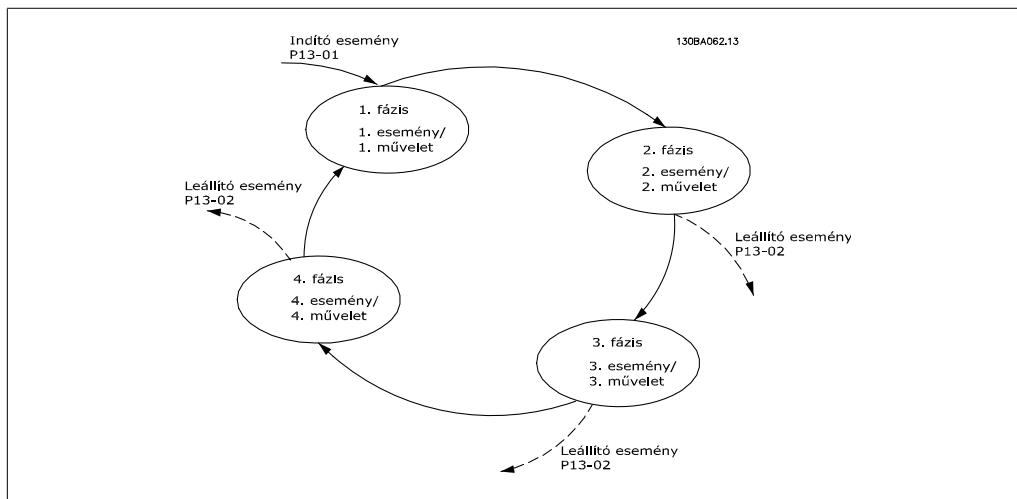 Indító esemény
P13-01
130BA062.13
1. fázis
1. esemény/
1. művelet
2. fázis
2. esemény/
2. művelet
Leállító esemény
P13-02
Leállító esemény
P13-02
4. fázis
4. esemény/
4. művelet
3. fázis
3. esemény/
3. művelet
Leállító esemény
P13-02